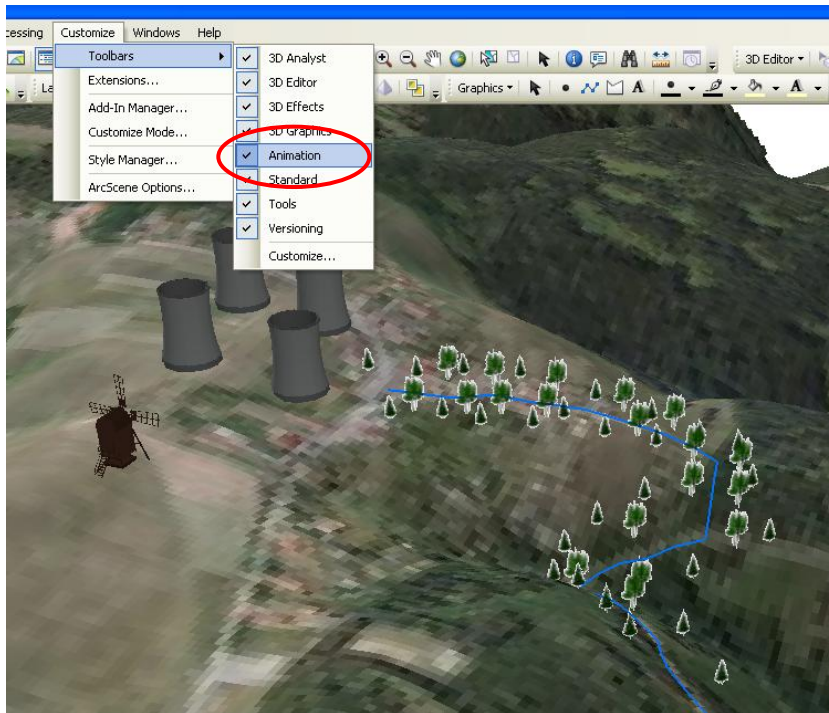 cessing Customize Windows Help
Toolbars
3D Analyst
3D Editor ▾
Extensions...
3D Editor
Graphics ▾
A
A
Add-In Manager...
3D Effects
Customize Mode...
3D Graphics
Style Manager...
Animation
ArcScene Options...
Standard
Tools
Versioning
Customize...